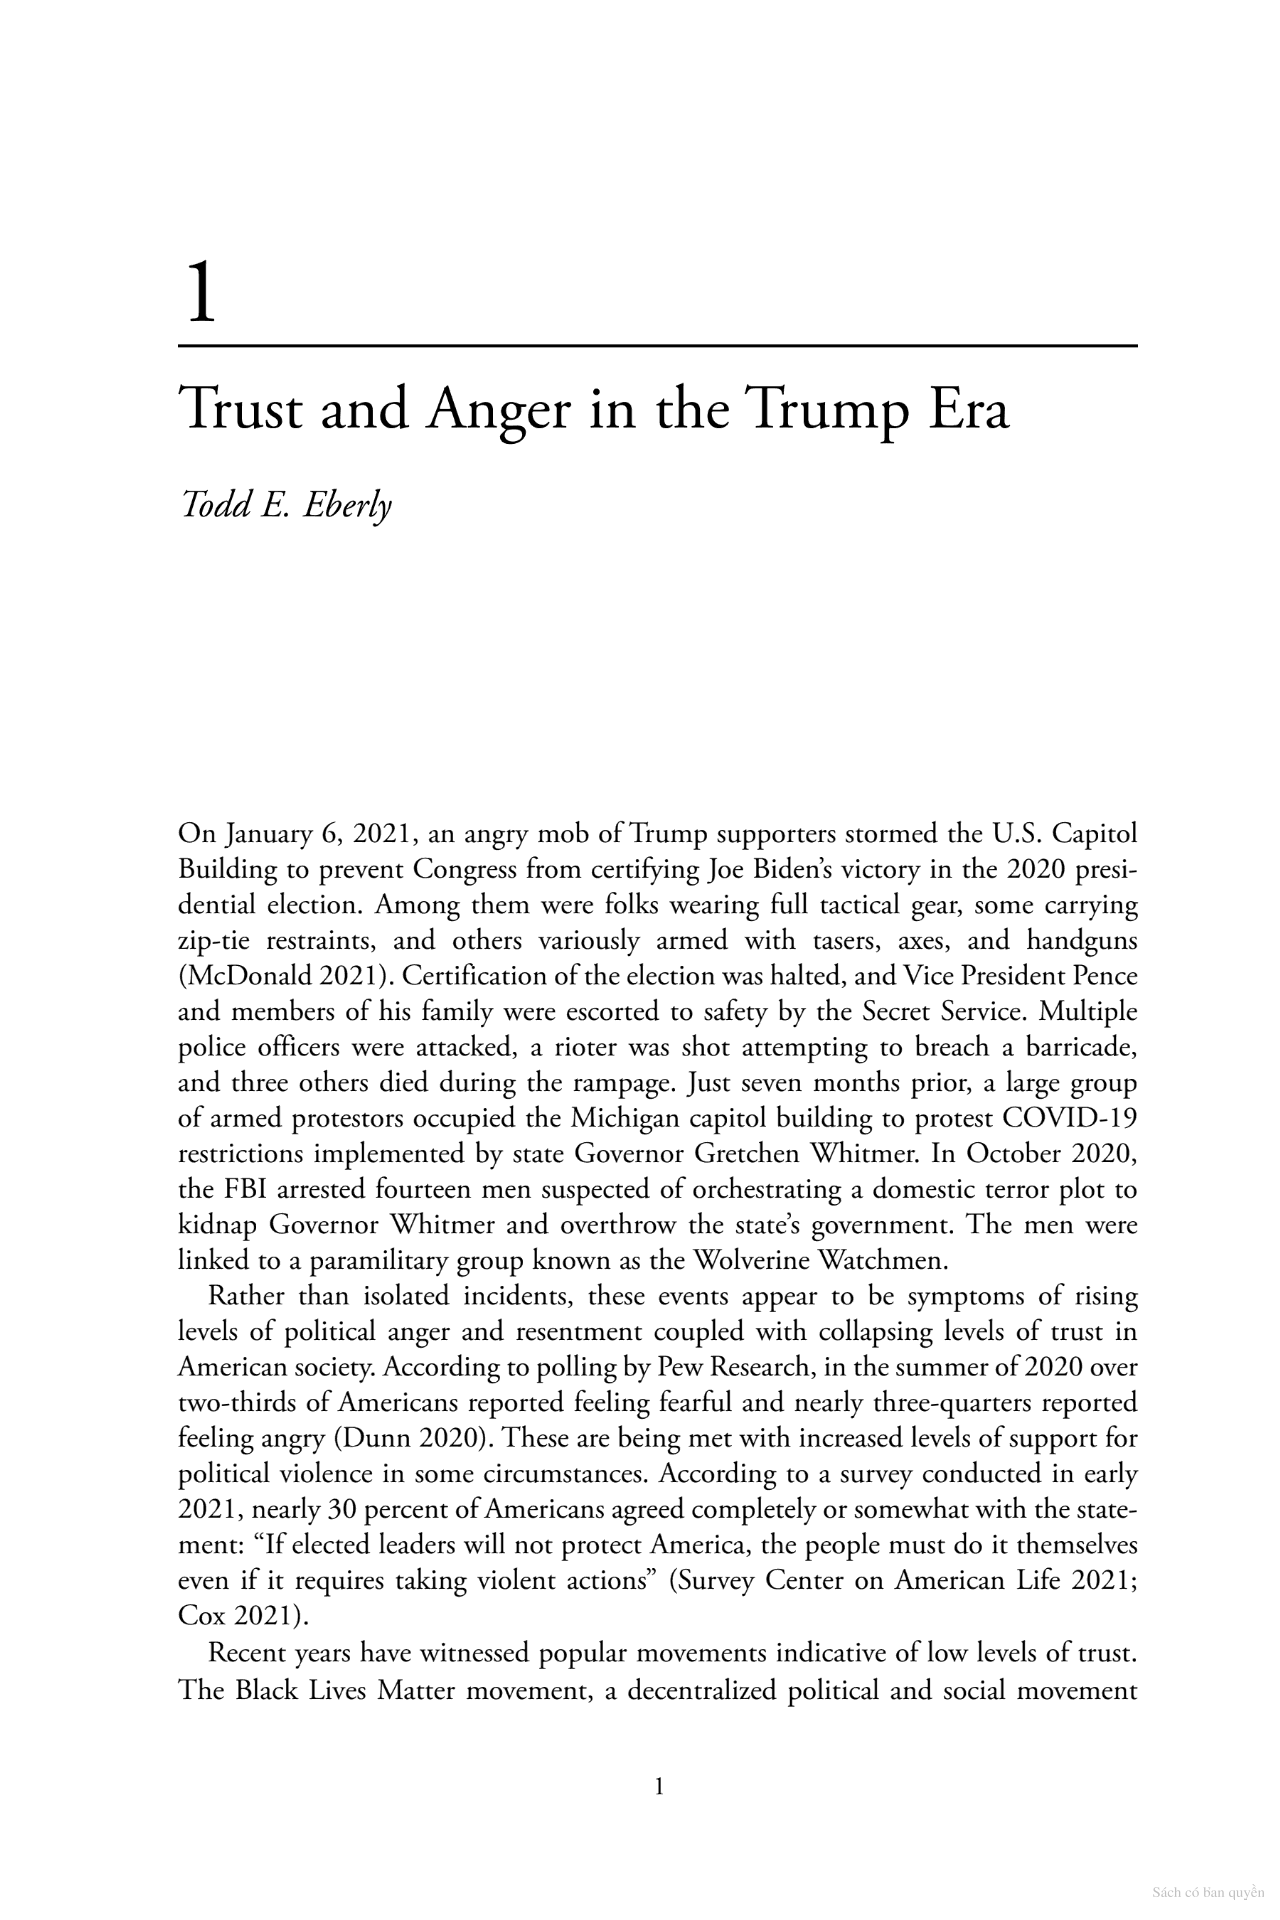 1
Trust and Anger in the Trump Era
Todd E. Eberly
On January 6, 2021, an angry mob of Trump supporters stormed the U.S. Capitol
Building to prevent Congress from certifying Joe Biden’s victory in the 2020 presi-
dential election. Among them were folks wearing full tactical gear, some carrying
zip-tie restraints, and others variously armed with tasers, axes, and handguns
(McDonald 2021). Certification of the election was halted, and Vice President Pence
and members of his family were escorted to safety by the Secret Service. Multiple
police officers were attacked, a rioter was shot attempting to breach a barricade,
and three others died during the rampage. Just seven months prior, a large group
of armed protestors occupied the Michigan capitol building to protest COVID-19
restrictions implemented by state Governor Gretchen Whitmer. In October 2020,
the FBI arrested fourteen men suspected of orchestrating a domestic terror plot to
kidnap Governor Whitmer and overthrow the state’s government. The men were
linked to a paramilitary group known as the Wolverine Watchmen.
Rather than isolated incidents, these events appear to be symptoms of rising
levels of political anger and resentment coupled with collapsing levels of trust in
American society. According to polling by Pew Research, in the summer of 2020 over
two-thirds of Americans reported feeling fearful and nearly three-quarters reported
feeling angry (Dunn 2020). These are being met with increased levels of support for
political violence in some circumstances. According to a survey conducted in early
2021, nearly 30 percent of Americans agreed completely or somewhat with the state-
ment: “If elected leaders will not protect America, the people must do it themselves
even if it requires taking violent actions” (Survey Center on American Life 2021;
Cox 2021).
Recent years have witnessed popular movements indicative of low levels of trust.
The Black Lives Matter movement, a decentralized political and social movement
1
Sách có bản quyền